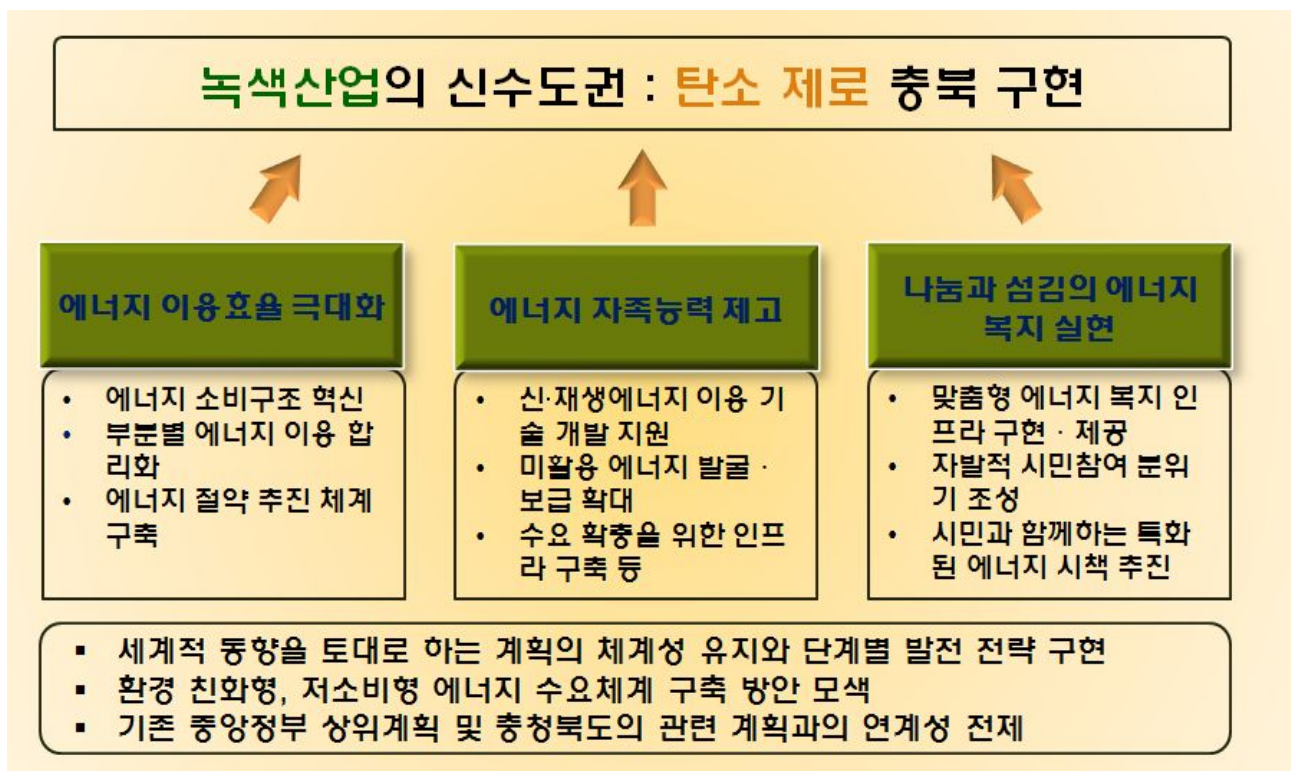 녹색산업의 신수도권 : 탄소 제로 충북 구현
에너지 이용효율 극대화
• 에너지 소비구조 혁신
• 부분별 에너지 이용 합
리화
• 에너지 절약 추진 체계
구축
에너지 자족능력 제고
• 신·재생에너지 이용 기
술 개발 지원
• 미활용 에너지 발굴 ·
보급 확대
• 수요 확충을 위한 인프
라 구축 등
나눔과 섬김의 에너지
복지 실현
• 맞춤형 에너지 복지 인
프라 구현 · 제공
• 자발적 시민참여 분위
기 조성
• 시민과 함께하는 특화
된 에너지 시책 추진
▪ 세계적 동향을 토대로 하는 계획의 체계성 유지와 단계별 발전 전략 구현
▪ 환경 친화형, 저소비형 에너지 수요체계 구축 방안 모색
▪ 기존 중앙정부 상위계획 및 충청북도의 관련 계획과의 연계성 전제